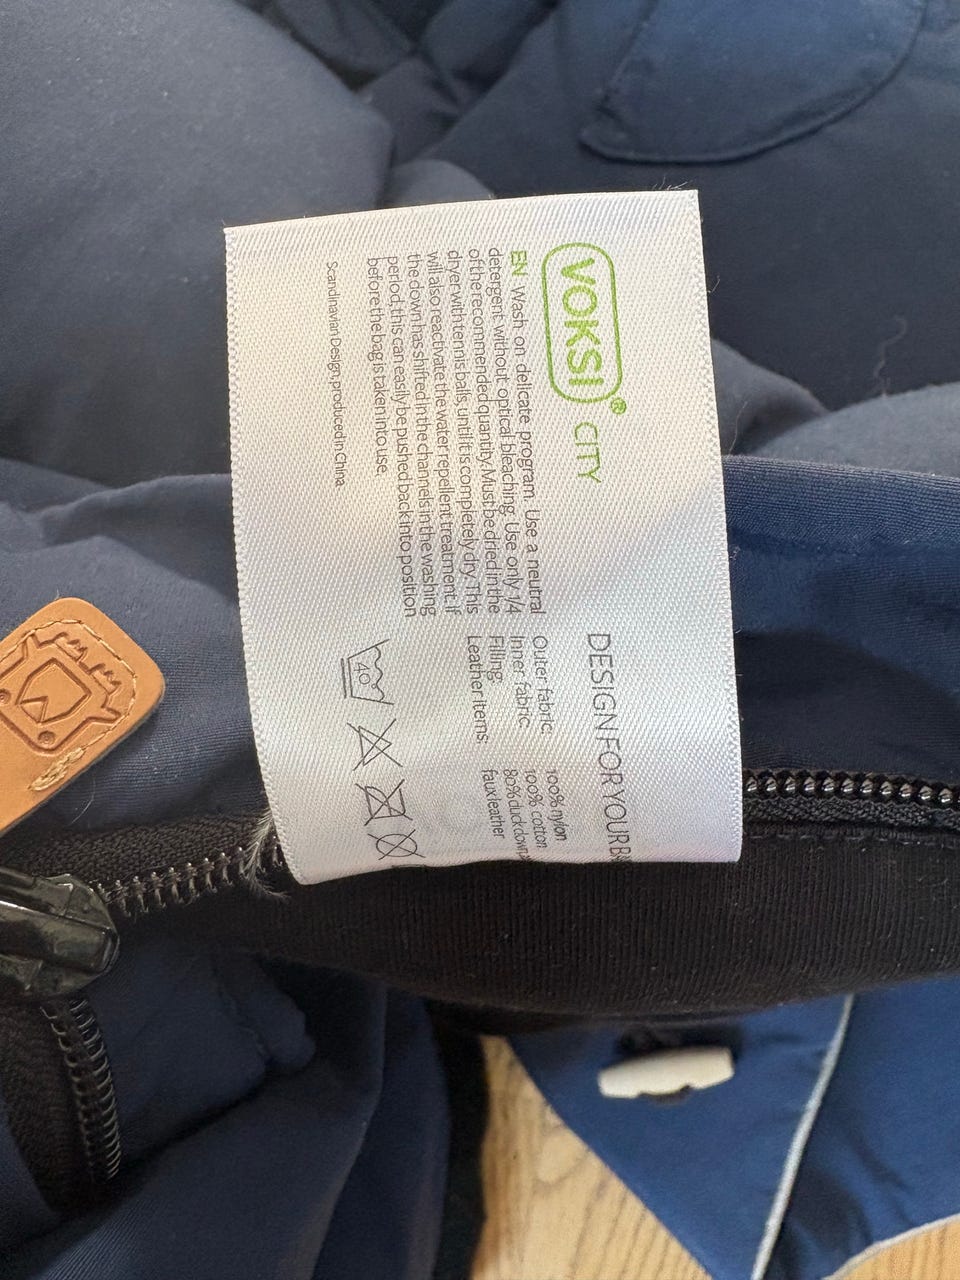 VOKSI® CITY
EN Wash on delicate program. Use a neutral
detergent without optical bleaching. Use only 1/4
of the recommended quantity. Must be dried in the
dryer with tennis balls, until it is completely dry. This
will also reactivate the water repellent treatment. If
the down has shifted in the channels in the washing
period, this can easily be pushed back into position
before the bag is taken into use.
Scandinavian Design, produced in China
DESIGN FOR YOUR
Outer fabric: 100% nylon
Inner fabric: 100% cotton
Filling: 80% duck down
Leather items: faux leather
40